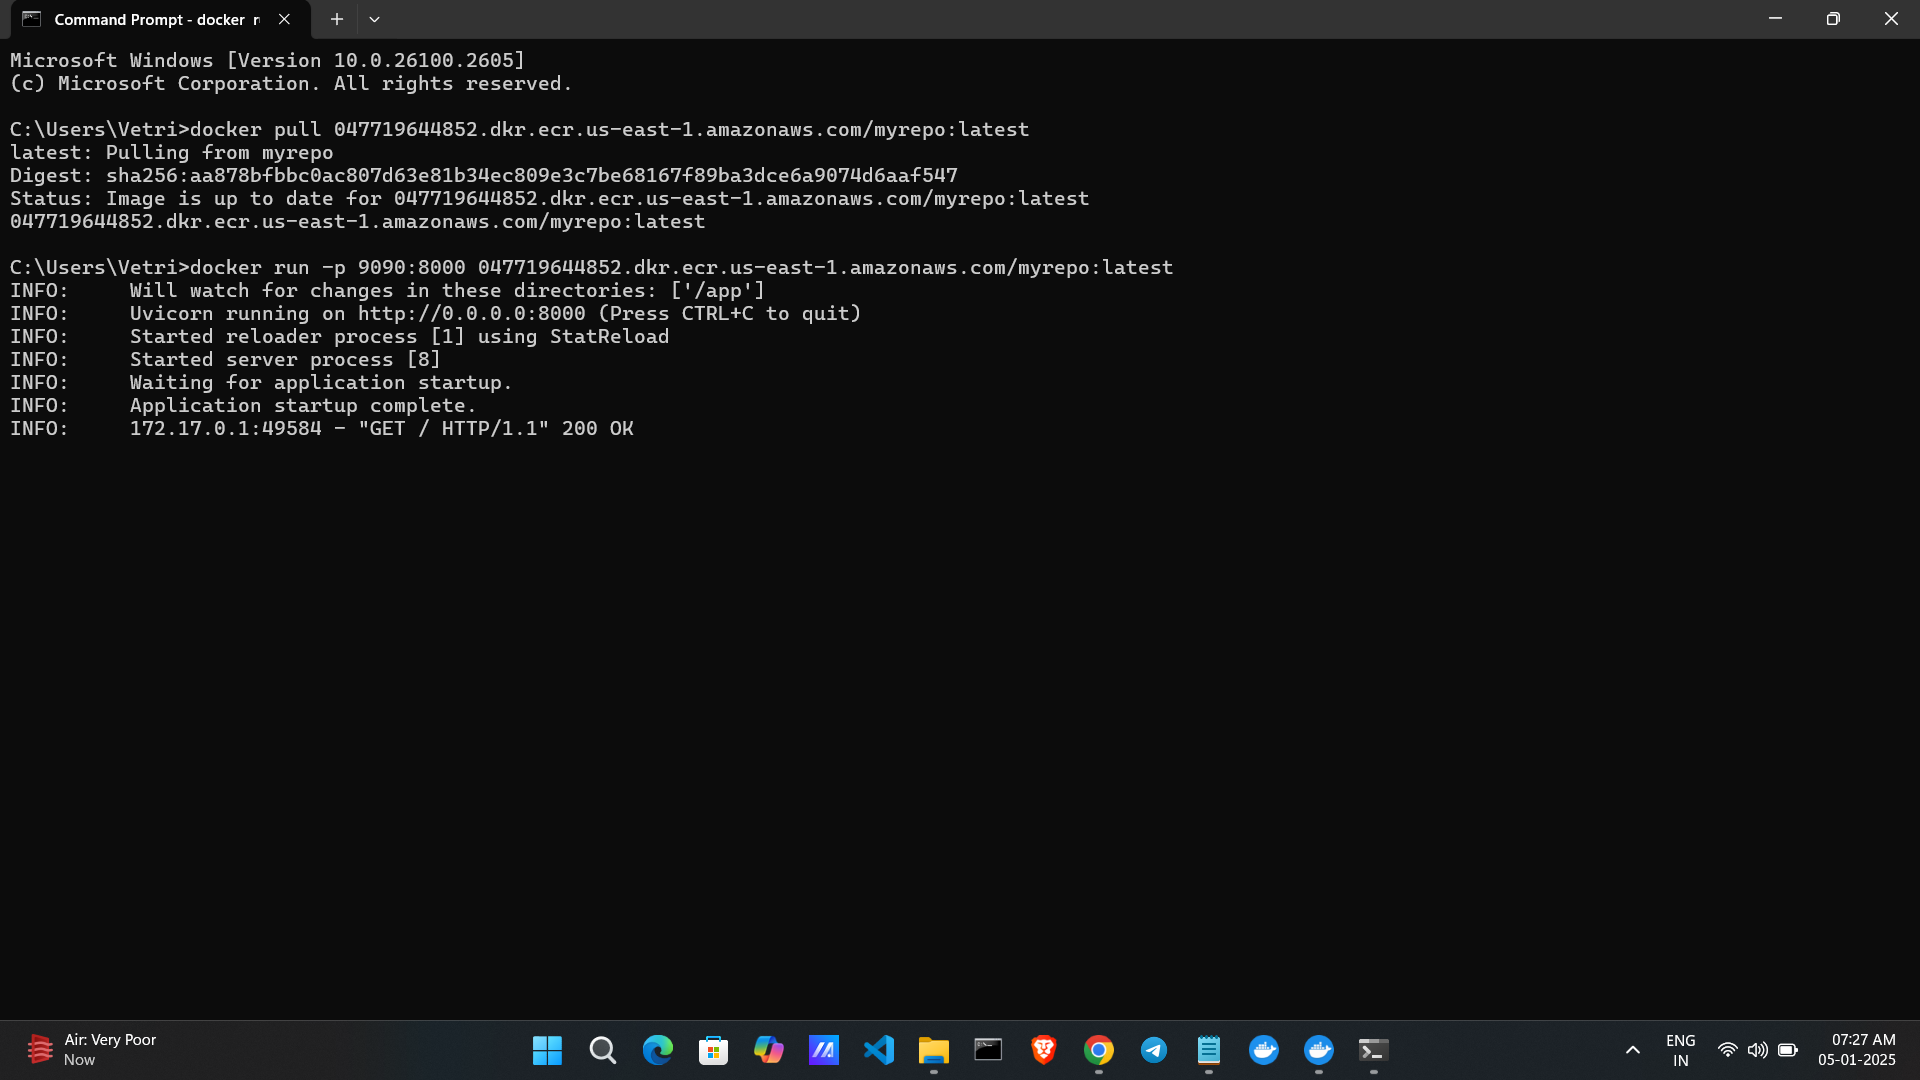 Command Prompt - docker r
Microsoft Windows [Version 10.0.26100.2605]
(c) Microsoft Corporation. All rights reserved.
C:\Users\Vetri>docker pull 047719644852.dkr.ecr.us-east-1.amazonaws.com/myrepo:latest
latest: Pulling from myrepo
Digest: sha256:aa878bfbbc0ac807d63e81b34ec809e3c7be68167f89ba3dce6a9074d6aaf547
Status: Image is up to date for 047719644852.dkr.ecr.us-east-1.amazonaws.com/myrepo:latest
047719644852.dkr.ecr.us-east-1.amazonaws.com/myrepo:latest
C:\Users\Vetri>docker run -p 9090:8000 047719644852.dkr.ecr.us-east-1.amazonaws.com/myrepo:latest
INFO:     Will watch for changes in these directories: ['/app']
INFO:     Uvicorn running on http://0.0.0.0:8000 (Press CTRL+C to quit)
INFO:     Started reloader process [1] using StatReload
INFO:     Started server process [8]
INFO:     Waiting for application startup.
INFO:     Application startup complete.
INFO:     172.17.0.1:49584 - "GET / HTTP/1.1" 200 OK
Air: Very Poor
Now
ENG
IN
07:27 AM
05-01-2025